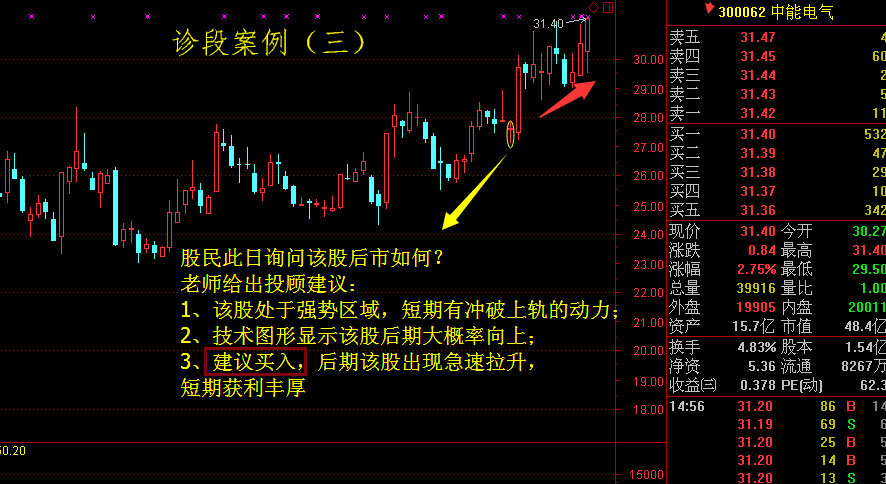 诊段案例（三）
31.40
30.00
29.00
28.00
27.00
26.00
25.00
24.00
23.00
22.00
21.00
20.00
19.00
18.00
15000
股民此日询问该股后市如何？
老师给出投顾建议：
1、该股处于强势区域，短期有冲破上轨的动力；
2、技术图形显示该股后期大概率向上；
3、建议买入，后期该股出现急速拉升，
短期获利丰厚
300062 中能电气
卖五 31.47 4
卖四 31.45 60
卖三 31.44 2
卖二 31.43 5
卖一 31.42 11
买一 31.40 532
买二 31.39 47
买三 31.38 29
买四 31.37 10
买五 31.36 342
现价 31.40 今开 30.27
涨跌 0.84 最高 31.40
涨幅 2.75% 最低 29.50
总量 39916 量比 1.00
外盘 19905 内盘 20011
资产 15.7亿 市值 48.4亿
换手 4.83% 股本 1.54亿
净资 5.36 流通 8267万
收益(三) 0.378 PE(动) 62.3
14:56 31.20 86 B 14
31.19 69 S 6
31.20 25 B 5
31.20 14 B 5
31.20 13 S 3